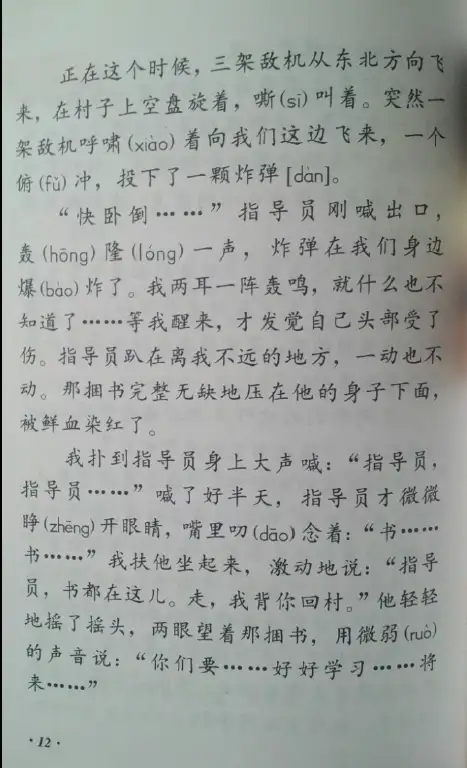 正在这个时候，三架敌机从东北方向飞
来，在村子上空盘旋着，嘶(sī)叫着。突然一
架敌机呼啸(xiào)着向我们这边飞来，一个
俯(fǔ)冲，投下了一颗炸弹[dàn]。
“快卧倒……”指导员刚喊出口，
轰(hōng)隆(lóng)一声，炸弹在我们身边
爆(bào)炸了。我两耳一阵轰鸣，就什么也不
知道了……等我醒来，才发觉自己头部受了
伤。指导员趴在离我不远的地方，一动也不
动。那捆书完整无缺地压在他的身子下面，
被鲜血染红了。
我扑到指导员身上大声喊：“指导员，
指导员……”喊了好半天，指导员才微微
睁(zhēng)开眼睛，嘴里叨(dāo)念着：“书……
书……”我扶他坐起来，激动地说：“指导
员，书都在这儿。走，我背你回村。”他轻轻
地摇了摇头，两眼望着那捆书，用微弱(ruò)
的声音说：“你们要……好好学习……将
来……”
·12·